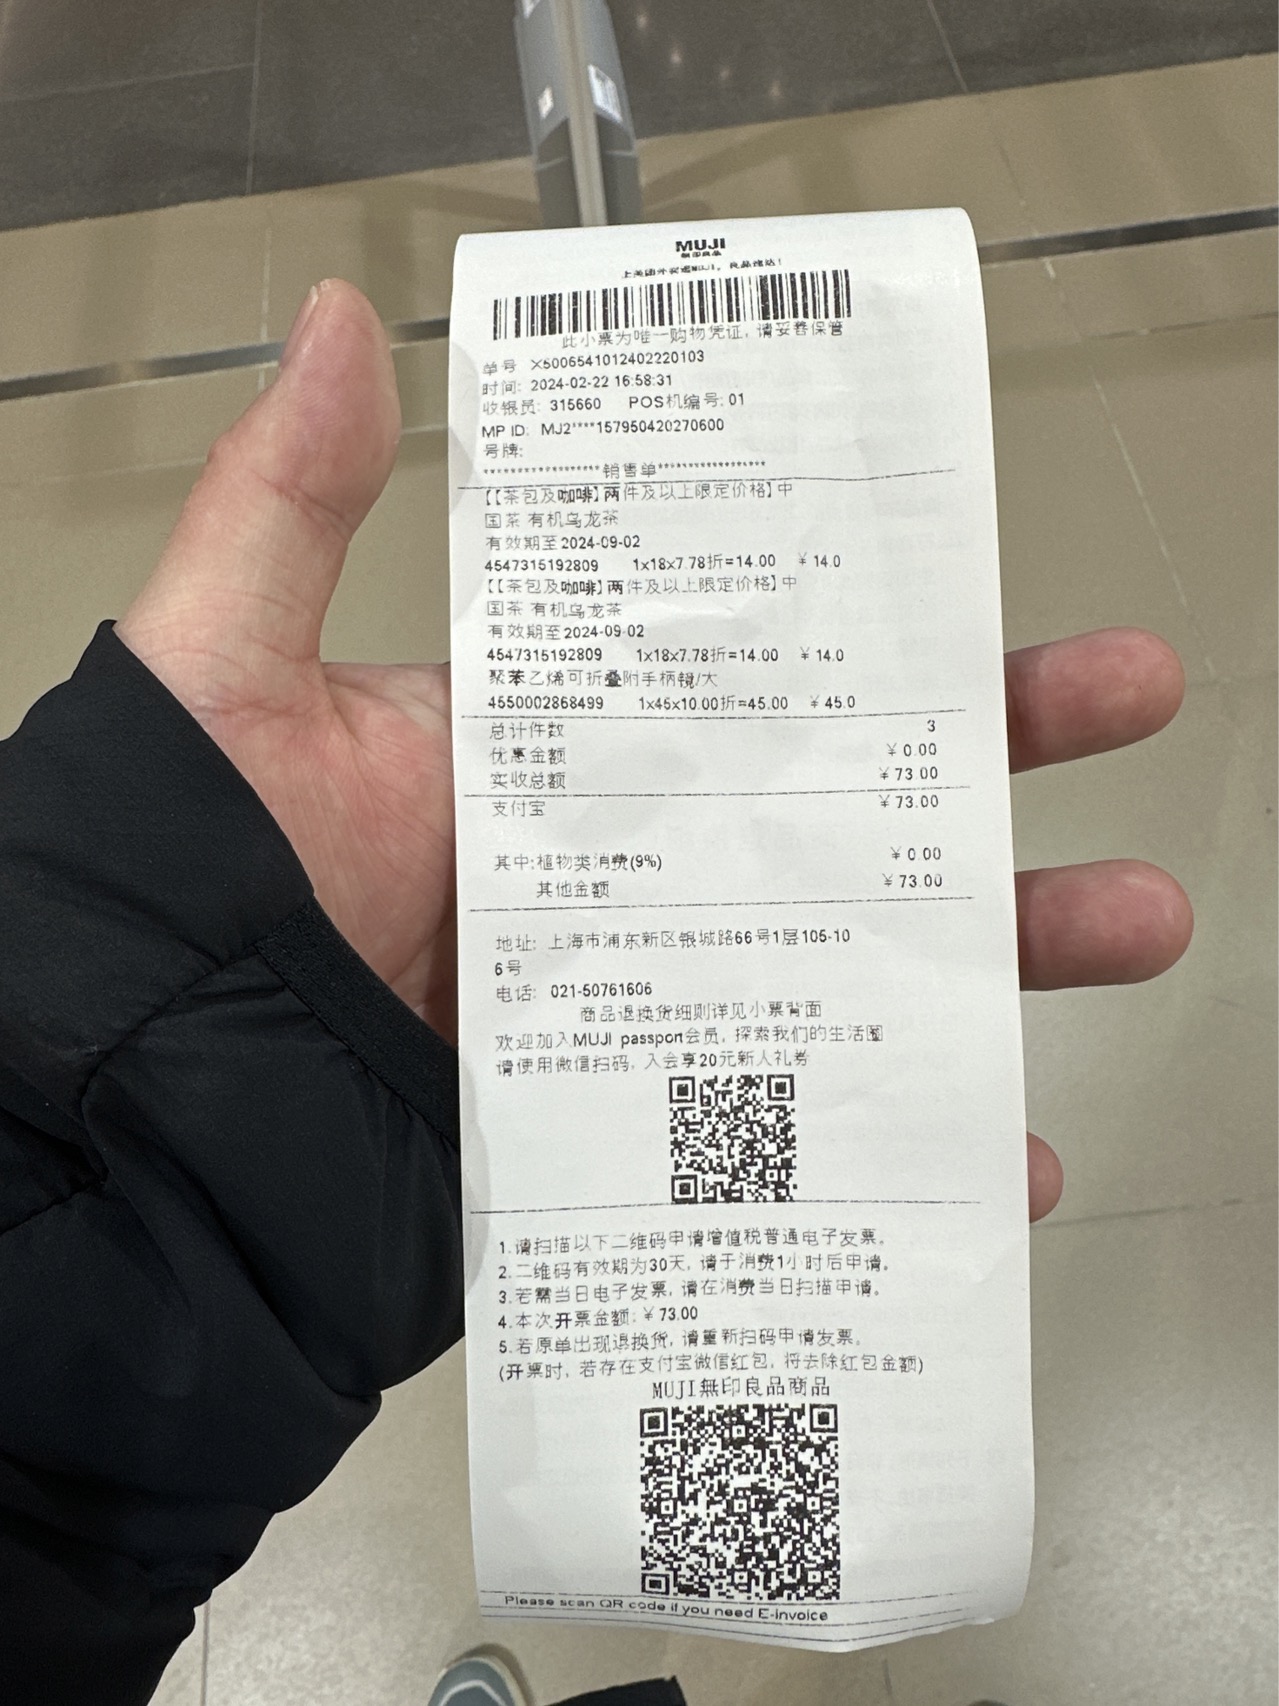 MUJI
無印良品
上美团外卖搜MUJI，良品速达！
此小票为唯一购物凭证，请妥善保管
单号 X5006541012402220103
时间: 2024-02-22 16:58:31
收银员: 315660 POS机编号: 01
MP ID: MJ2****157950420270600
号牌:
********************销售单********************
【【茶包及咖啡】两件及以上限定价格】中
国茶 有机乌龙茶
有效期至2024-09-02
4547315192809 1x18x7.78折=14.00 ￥14.0
【【茶包及咖啡】两件及以上限定价格】中
国茶 有机乌龙茶
有效期至2024-09-02
4547315192809 1x18x7.78折=14.00 ￥14.0
聚苯乙烯可折叠附手柄镜/大
4550002868499 1x45x10.00折=45.00 ￥45.0
总计件数 3
优惠金额 ￥0.00
实收总额 ￥73.00
支付宝 ￥73.00
其中:植物类消费(9%) ￥0.00
其他金额 ￥73.00
地址: 上海市浦东新区银城路66号1层105-10
6号
电话: 021-50761606
商品退换货细则详见小票背面
欢迎加入MUJI passport会员, 探索我们的生活圈
请使用微信扫码, 入会享20元新人礼券
1.请扫描以下二维码申请增值税普通电子发票。
2.二维码有效期为30天, 请于消费1小时后申请。
3.若需当日电子发票, 请在消费当日扫描申请。
4.本次开票金额: ￥73.00
5.若原单出现退换货, 请重新扫码申请发票。
(开票时, 若存在支付宝微信红包, 将去除红包金额)
MUJI無印良品商品
Please scan QR code if you need E-invoice